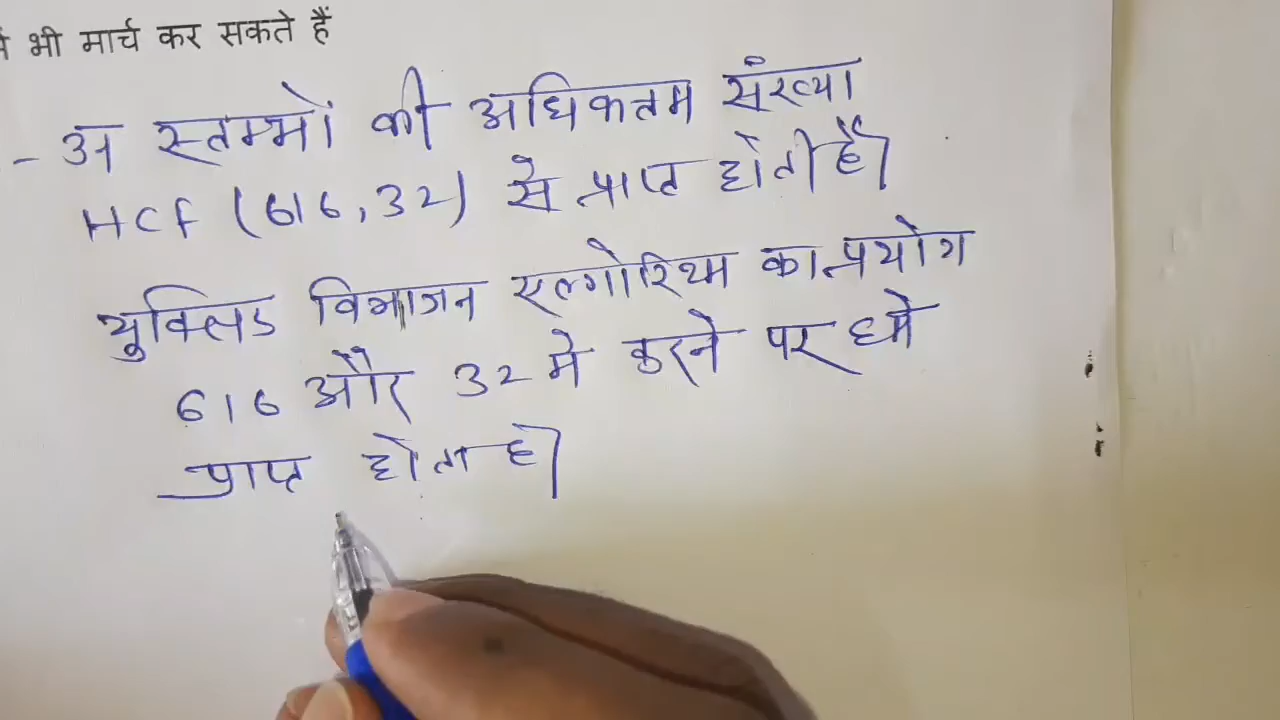 भी मार्च कर सकते हैं
- उन स्तम्भों की अधिकतम संख्या
HCF (616, 32) से प्राप्त होती है।
युक्लिड विभाजन एल्गोरिथ्म का प्रयोग
616 और 32 मे करने पर हमे
प्राप्त होता है।